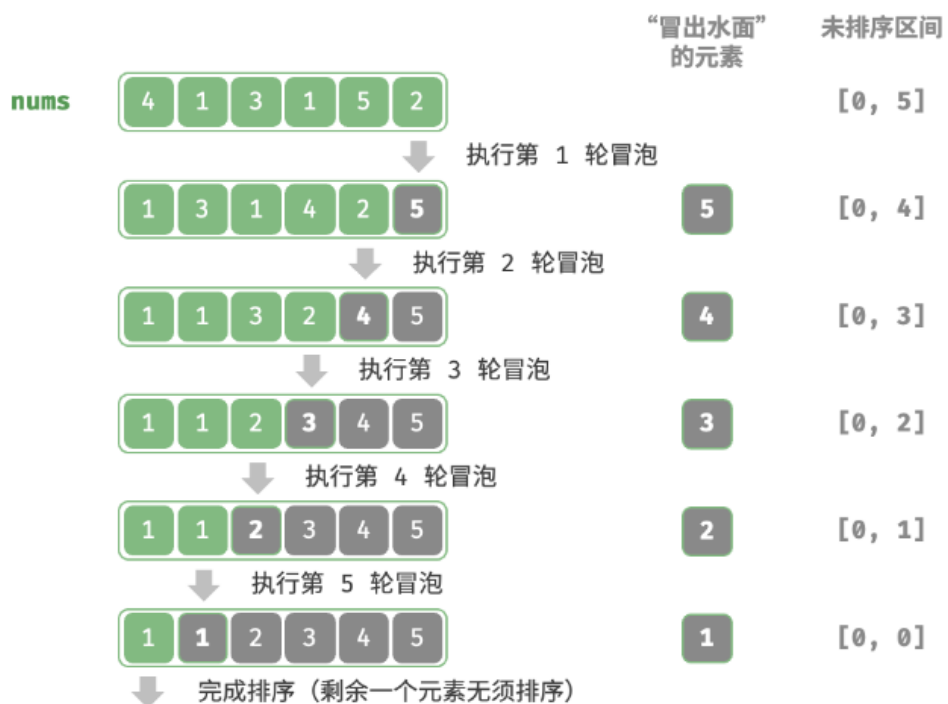 “冒出水面” 未排序区间
的元素
nums 4 1 3 1 5 2 [0, 5]
执行第 1 轮冒泡
1 3 1 4 2 5 5 [0, 4]
执行第 2 轮冒泡
1 1 3 2 4 5 4 [0, 3]
执行第 3 轮冒泡
1 1 2 3 4 5 3 [0, 2]
执行第 4 轮冒泡
1 1 2 3 4 5 2 [0, 1]
执行第 5 轮冒泡
1 1 2 3 4 5 1 [0, 0]
完成排序（剩余一个元素无须排序）